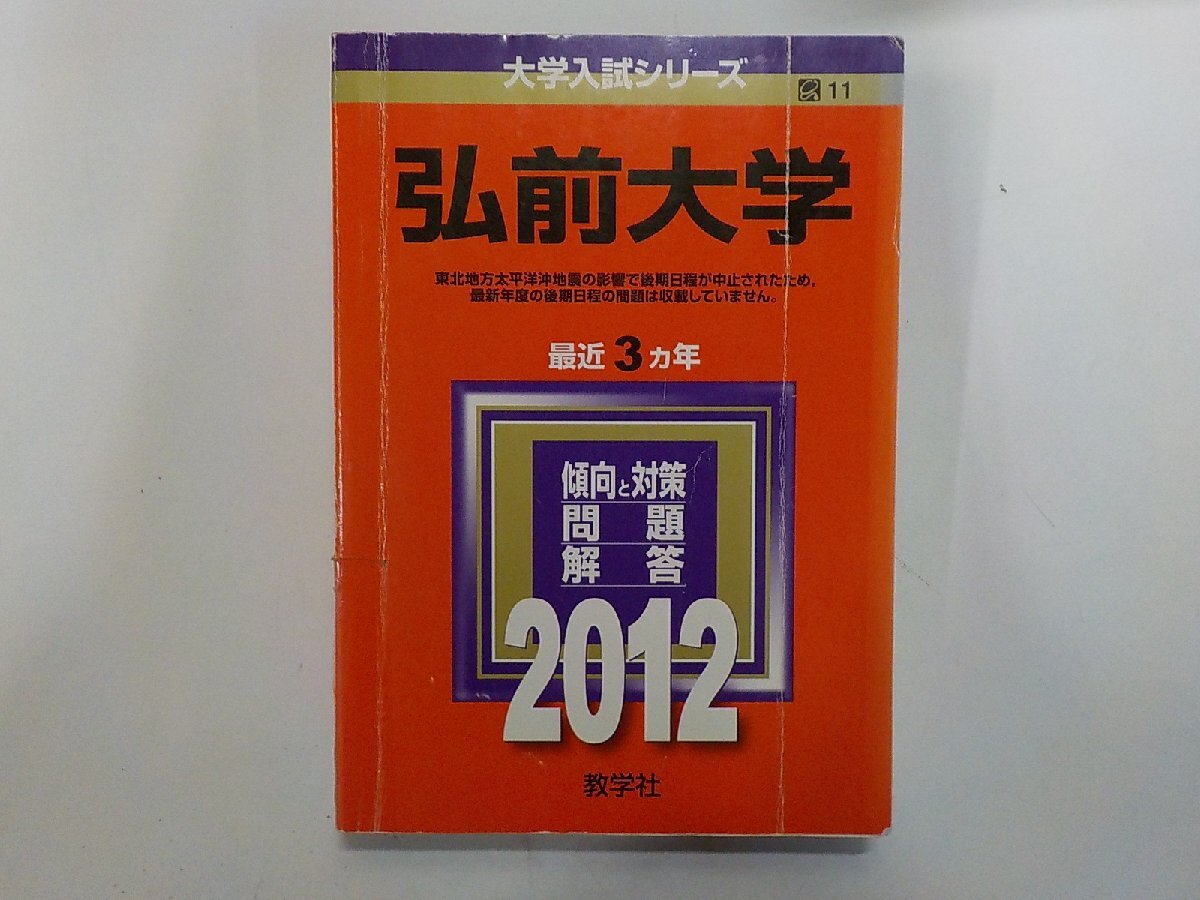 大学入試シリーズ
11
弘前大学
東北地方太平洋沖地震の影響で後期日程が中止されたため,
最新年度の後期日程の問題は収載していません。
最近3ヵ年
傾向と対策
問題
解答
2012
教学社